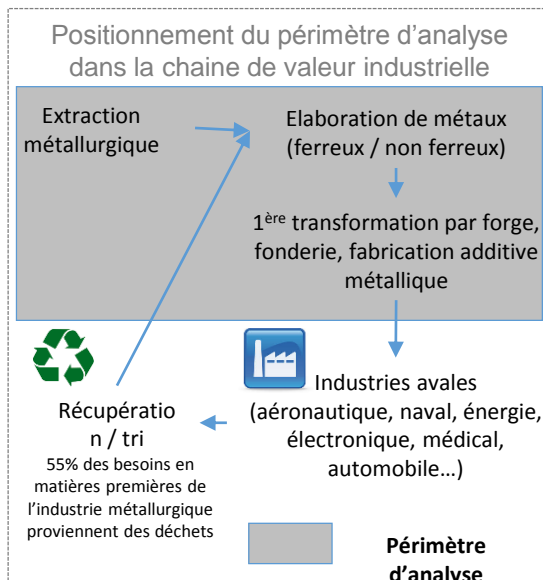 Positionnement du périmètre d'analyse
dans la chaine de valeur industrielle
Extraction
métallurgique
Elaboration de métaux
(ferreux / non ferreux)
1ère transformation par forge,
fonderie, fabrication additive
métallique
Industries avales
(aéronautique, naval, énergie,
électronique, médical,
automobile…)
Récupératio
n / tri
55% des besoins en
matières premières de
l'industrie métallurgique
proviennent des déchets
Périmètre
d'analyse